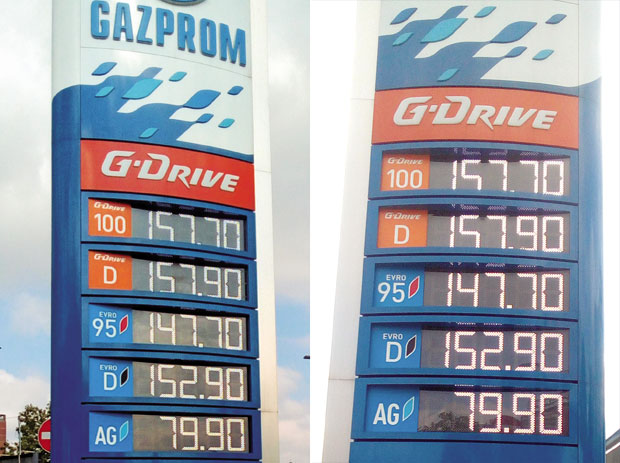 GAZPROM
G-DRIVE
G-DRIVE 100 157.70
G-DRIVE D 157.90
EVRO 95 147.70
EVRO D 152.90
AG 79.90
G-DRIVE
G-DRIVE 100 157.70
G-DRIVE D 157.90
EVRO 95 147.70
EVRO D 152.90
AG 79.90